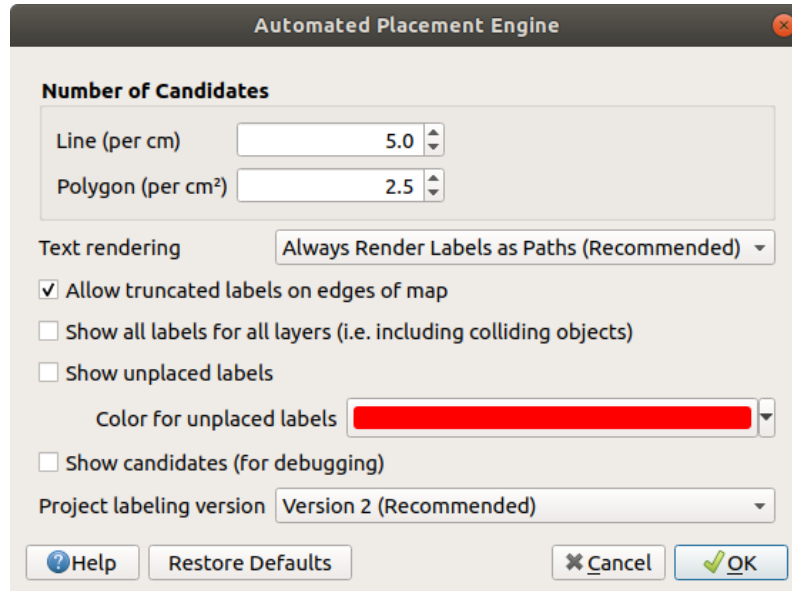 Automated Placement Engine
Number of Candidates
Line (per cm) 5.0
Polygon (per cm²) 2.5
Text rendering Always Render Labels as Paths (Recommended)
Allow truncated labels on edges of map
Show all labels for all layers (i.e. including colliding objects)
Show unplaced labels
Color for unplaced labels
Show candidates (for debugging)
Project labeling version Version 2 (Recommended)
Help Restore Defaults Cancel OK